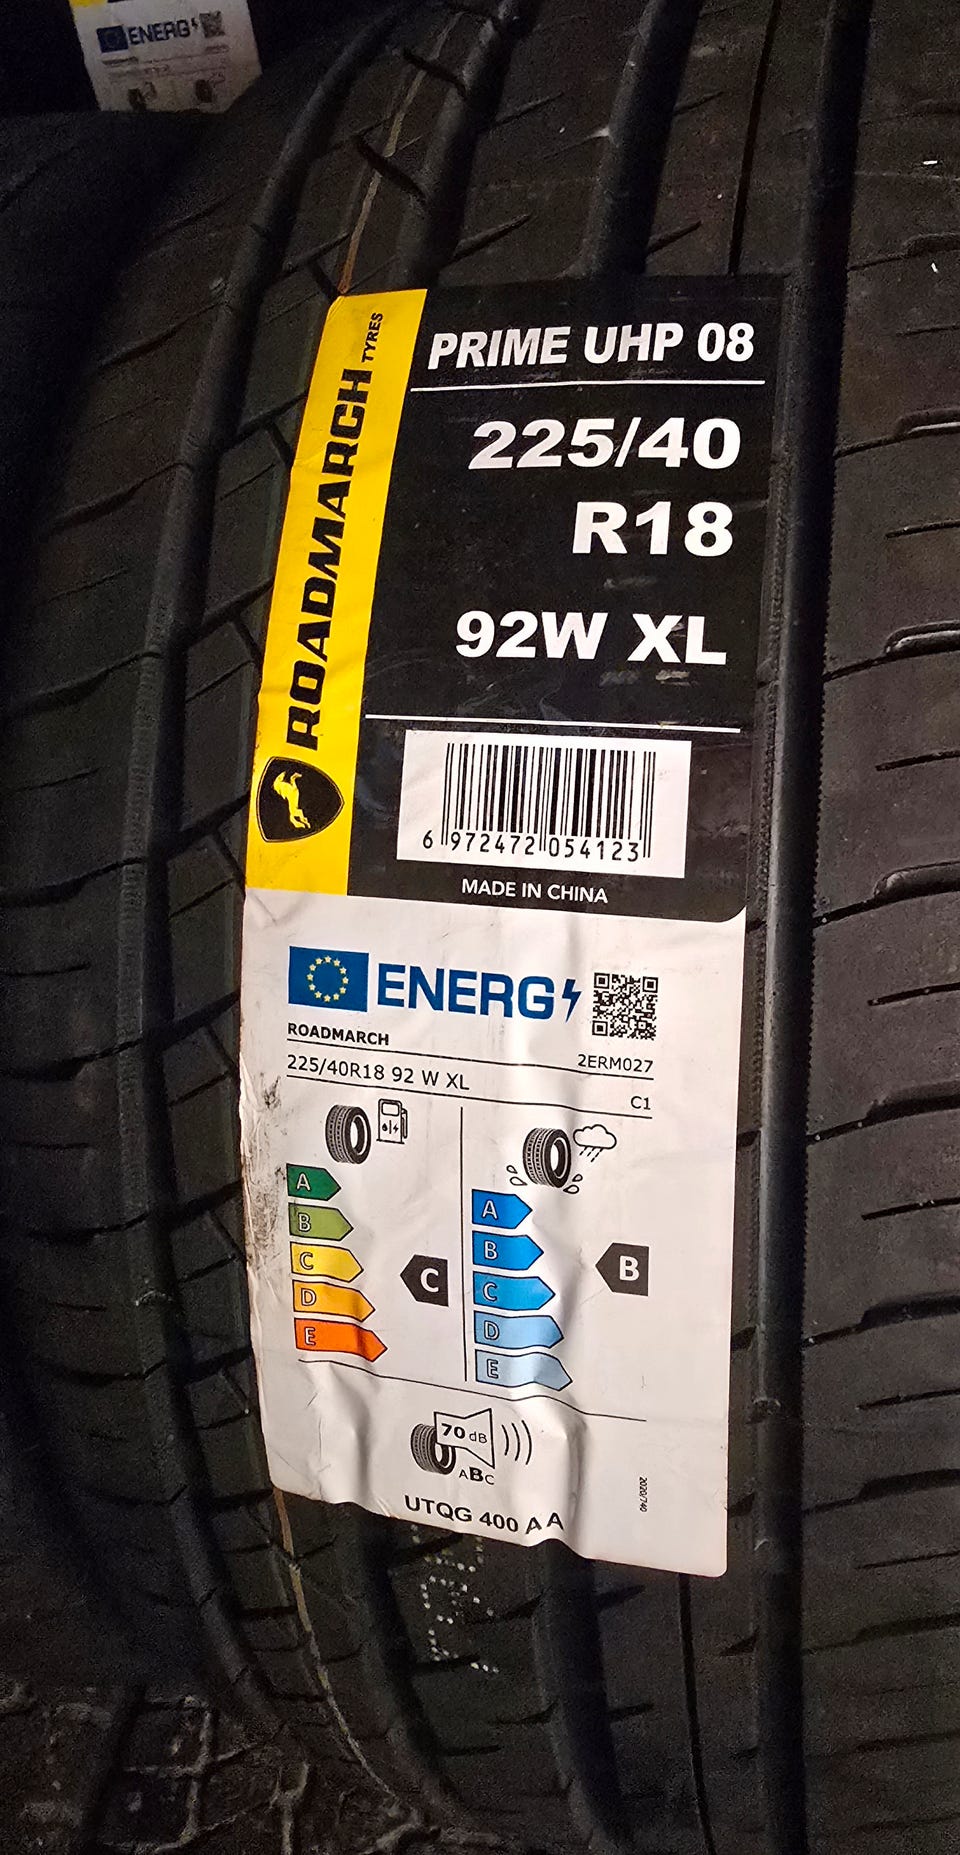 ENERG
ROADMARCH TYRES
PRIME UHP 08
225/40
R18
92W XL
6 972472 054123
MADE IN CHINA
ENERG
ROADMARCH
2ERM027
225/40R18 92 W XL
C1
A
B
C
D
E
C
A
B
C
D
E
B
70 dB
ABC
2020/740
UTQG 400 A A